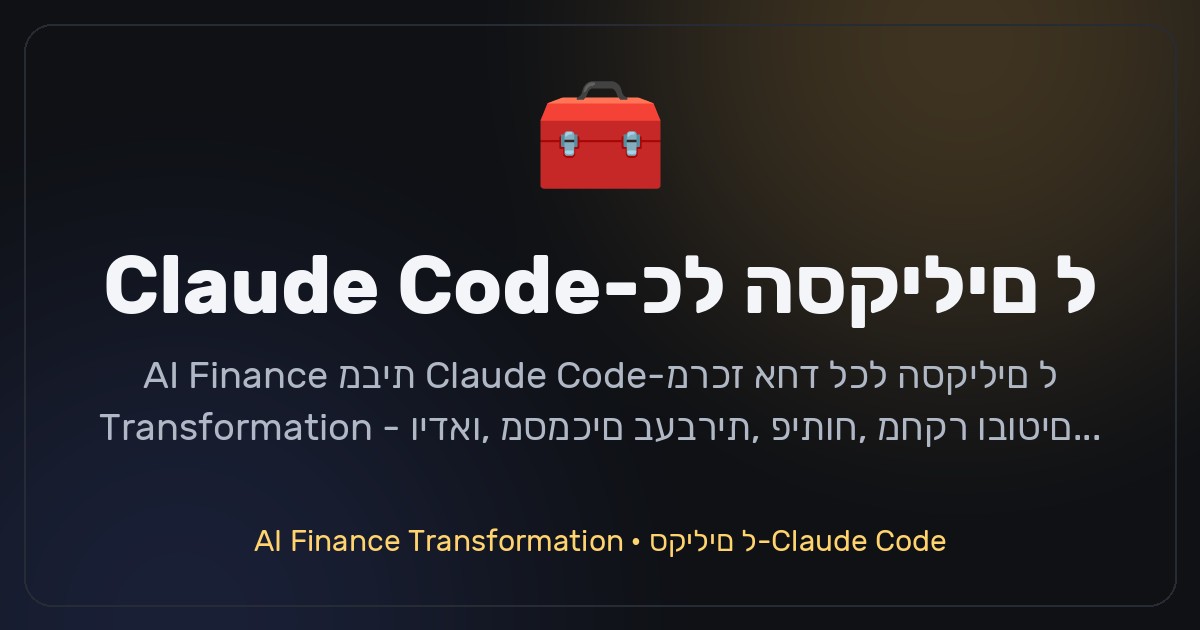 כל הסקילים ל-Claude Code
מרכז אחד לכל הסקילים ל-Claude Code מבית AI Finance
Transformation - וידאו, מסמכים בעברית, פיתוח, מחקר ובוטים...
AI Finance Transformation • סקילים ל-Claude Code